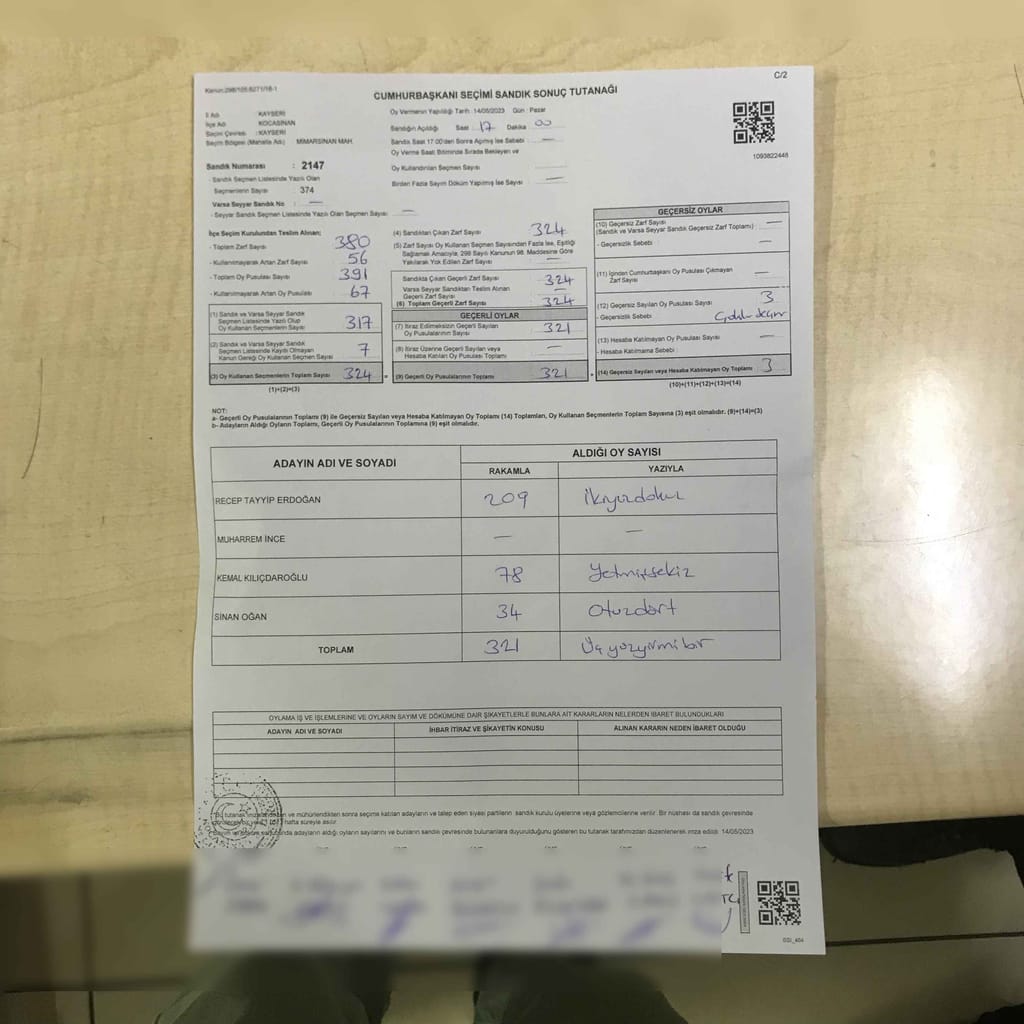 Kanun:298/105:6271/18-1
C/2
CUMHURBAŞKANI SEÇİMİ SANDIK SONUÇ TUTANAĞI
İl Adı : KAYSERİ
İlçe Adı : KOCASİNAN
Seçim Çevresi : KAYSERİ
Seçim Bölgesi (Mahalle Adı) : MİMARSİNAN MAH.
Sandık Numarası : 2147
- Sandık Seçmen Listesinde Yazılı Olan
Seçmenlerin Sayısı : 374
Varsa Seyyar Sandık No : —
- Seyyar Sandık Seçmen Listesinde Yazılı Olan Seçmen Sayısı : —
Oy Vermenin Yapıldığı Tarih : 14/05/2023 Gün : Pazar
Sandığın Açıldığı Saat 17 Dakika 00
Sandık Saat 17:00'den Sonra Açılmış İse Sebebi —
Oy Verme Saati Bitiminde Sırada Bekleyen ve
Oy Kullandırılan Seçmen Sayısı
Birden Fazla Sayım Döküm Yapılmış İse Sayısı —
1093822448
İlçe Seçim Kurulundan Teslim Alınan;
- Toplam Zarf Sayısı 380
- Kullanılmayarak Artan Zarf Sayısı 56
- Toplam Oy Pusulası Sayısı 391
- Kullanılmayarak Artan Oy Pusulası 67
(1) Sandık ve Varsa Seyyar Sandık
Seçmen Listesinde Yazılı Olup
Oy Kullanan Seçmenlerin Sayısı 317
(2) Sandık ve Varsa Seyyar Sandık
Seçmen Listesinde Kaydı Olmayan
Kanun Gereği Oy Kullanan Seçmen Sayısı 7
(3) Oy Kullanan Seçmenlerin Toplam Sayısı 324
(1)+(2)=(3)
(4) Sandıktan Çıkan Zarf Sayısı 324
(5) Zarf Sayısı Oy Kullanan Seçmen Sayısından Fazla İse, Eşitliği
Sağlamak Amacıyla, 298 Sayılı Kanunun 98. Maddesine Göre
Yakılarak Yok Edilen Zarf Sayısı —
Sandıkta Çıkan Geçerli Zarf Sayısı 324
Varsa Seyyar Sandıktan Teslim Alınan
Geçerli Zarf Sayısı —
(6) Toplam Geçerli Zarf Sayısı 324
GEÇERLİ OYLAR
(7) İtiraz Edilmeksizin Geçerli Sayılan
Oy Pusulalarının Sayısı 321
(8) İtiraz Üzerine Geçerli Sayılan veya
Hesaba Katılan Oy Pusulası Toplamı —
(9) Geçerli Oy Pusulalarının Toplamı 321
GEÇERSİZ OYLAR
(10) Geçersiz Zarf Sayısı —
(Sandık ve Varsa Seyyar Sandık Geçersiz Zarf Toplamı)
- Geçersizlik Sebebi : —
(11) İçinden Cumhurbaşkanı Oy Pusulası Çıkmayan
Zarf Sayısı —
(12) Geçersiz Sayılan Oy Pusulası Sayısı 3
- Geçersizlik Sebebi :
(13) Hesaba Katılmayan Oy Pusulası Sayısı —
- Hesaba Katılmama Sebebi :
(14) Geçersiz Sayılan veya Hesaba Katılmayan Oy Toplamı 3
(10)+(11)+(12)+(13)=(14)
NOT:
a- Geçerli Oy Pusulalarının Toplamı (9) ile Geçersiz Sayılan veya Hesaba Katılmayan Oy Toplamı (14) Toplamları, Oy Kullanan Seçmenlerin Toplam Sayısına (3) eşit olmalıdır. (9)+(14)=(3)
b- Adayların Aldığı Oyların Toplamı, Geçerli Oy Pusulalarının Toplamına (9) eşit olmalıdır.
ADAYIN ADI VE SOYADI
ALDIĞI OY SAYISI
RAKAMLA YAZIYLA
RECEP TAYYİP ERDOĞAN 209 ikiyüzdokuz
MUHARREM İNCE — —
KEMAL KILIÇDAROĞLU 78 Yetmişsekiz
SİNAN OĞAN 34 Otuzdört
TOPLAM 321 Üçyüzyirmibir
OYLAMA İŞ VE İŞLEMLERİNE VE OYLARIN SAYIM VE DÖKÜMÜNE DAİR ŞİKAYETLERLE BUNLARA AİT KARARLARIN NELERDEN İBARET BULUNDUKLARI
ADAYIN ADI VE SOYADI İHBAR İTİRAZ VE ŞİKAYETİN KONUSU ALINAN KARARIN NEDEN İBARET OLDUĞU
ve mühürlendikten sonra seçime katılan adayların ve talep eden siyasi partilerin sandık kurulu üyelerine veya gözlemcilerine verilir. Bir nüshası da sandık çevresinde
hafta süreyle asılır.
adayların aldığı oyların sayılarını ve bunların sandık çevresinde bulunanlara duyurulduğunu gösteren bu tutanak tarafımızdan düzenlenerek imza edildi. 14/05/2023